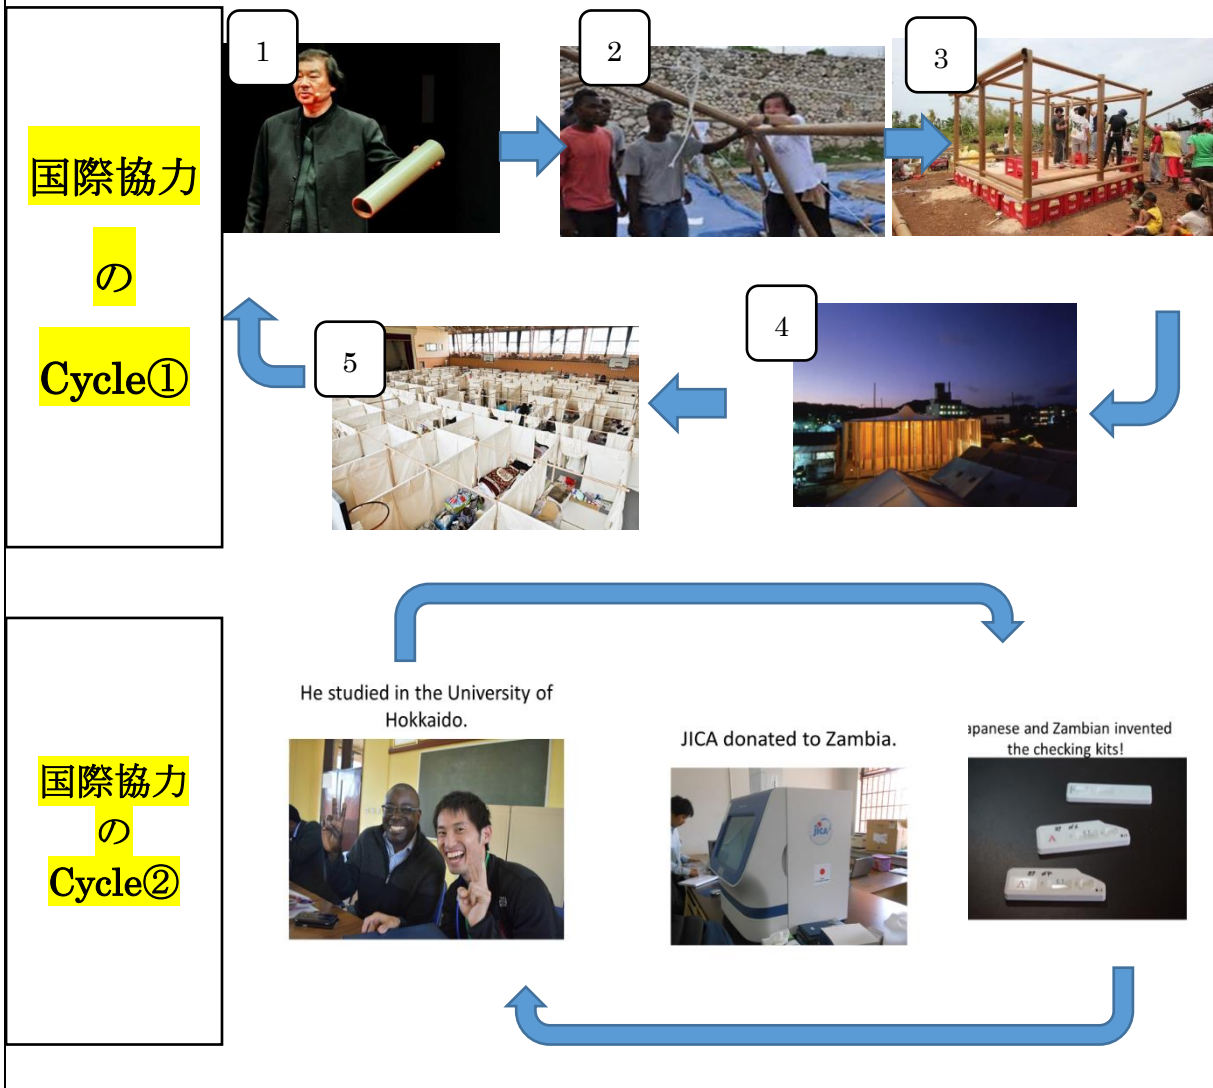 国際協力
の
Cycle①
1
2
3
4
5
国際協力
の
Cycle②
He studied in the University of
Hokkaido.
JICA donated to Zambia.
apanese and Zambian invented
the checking kits!
JICA